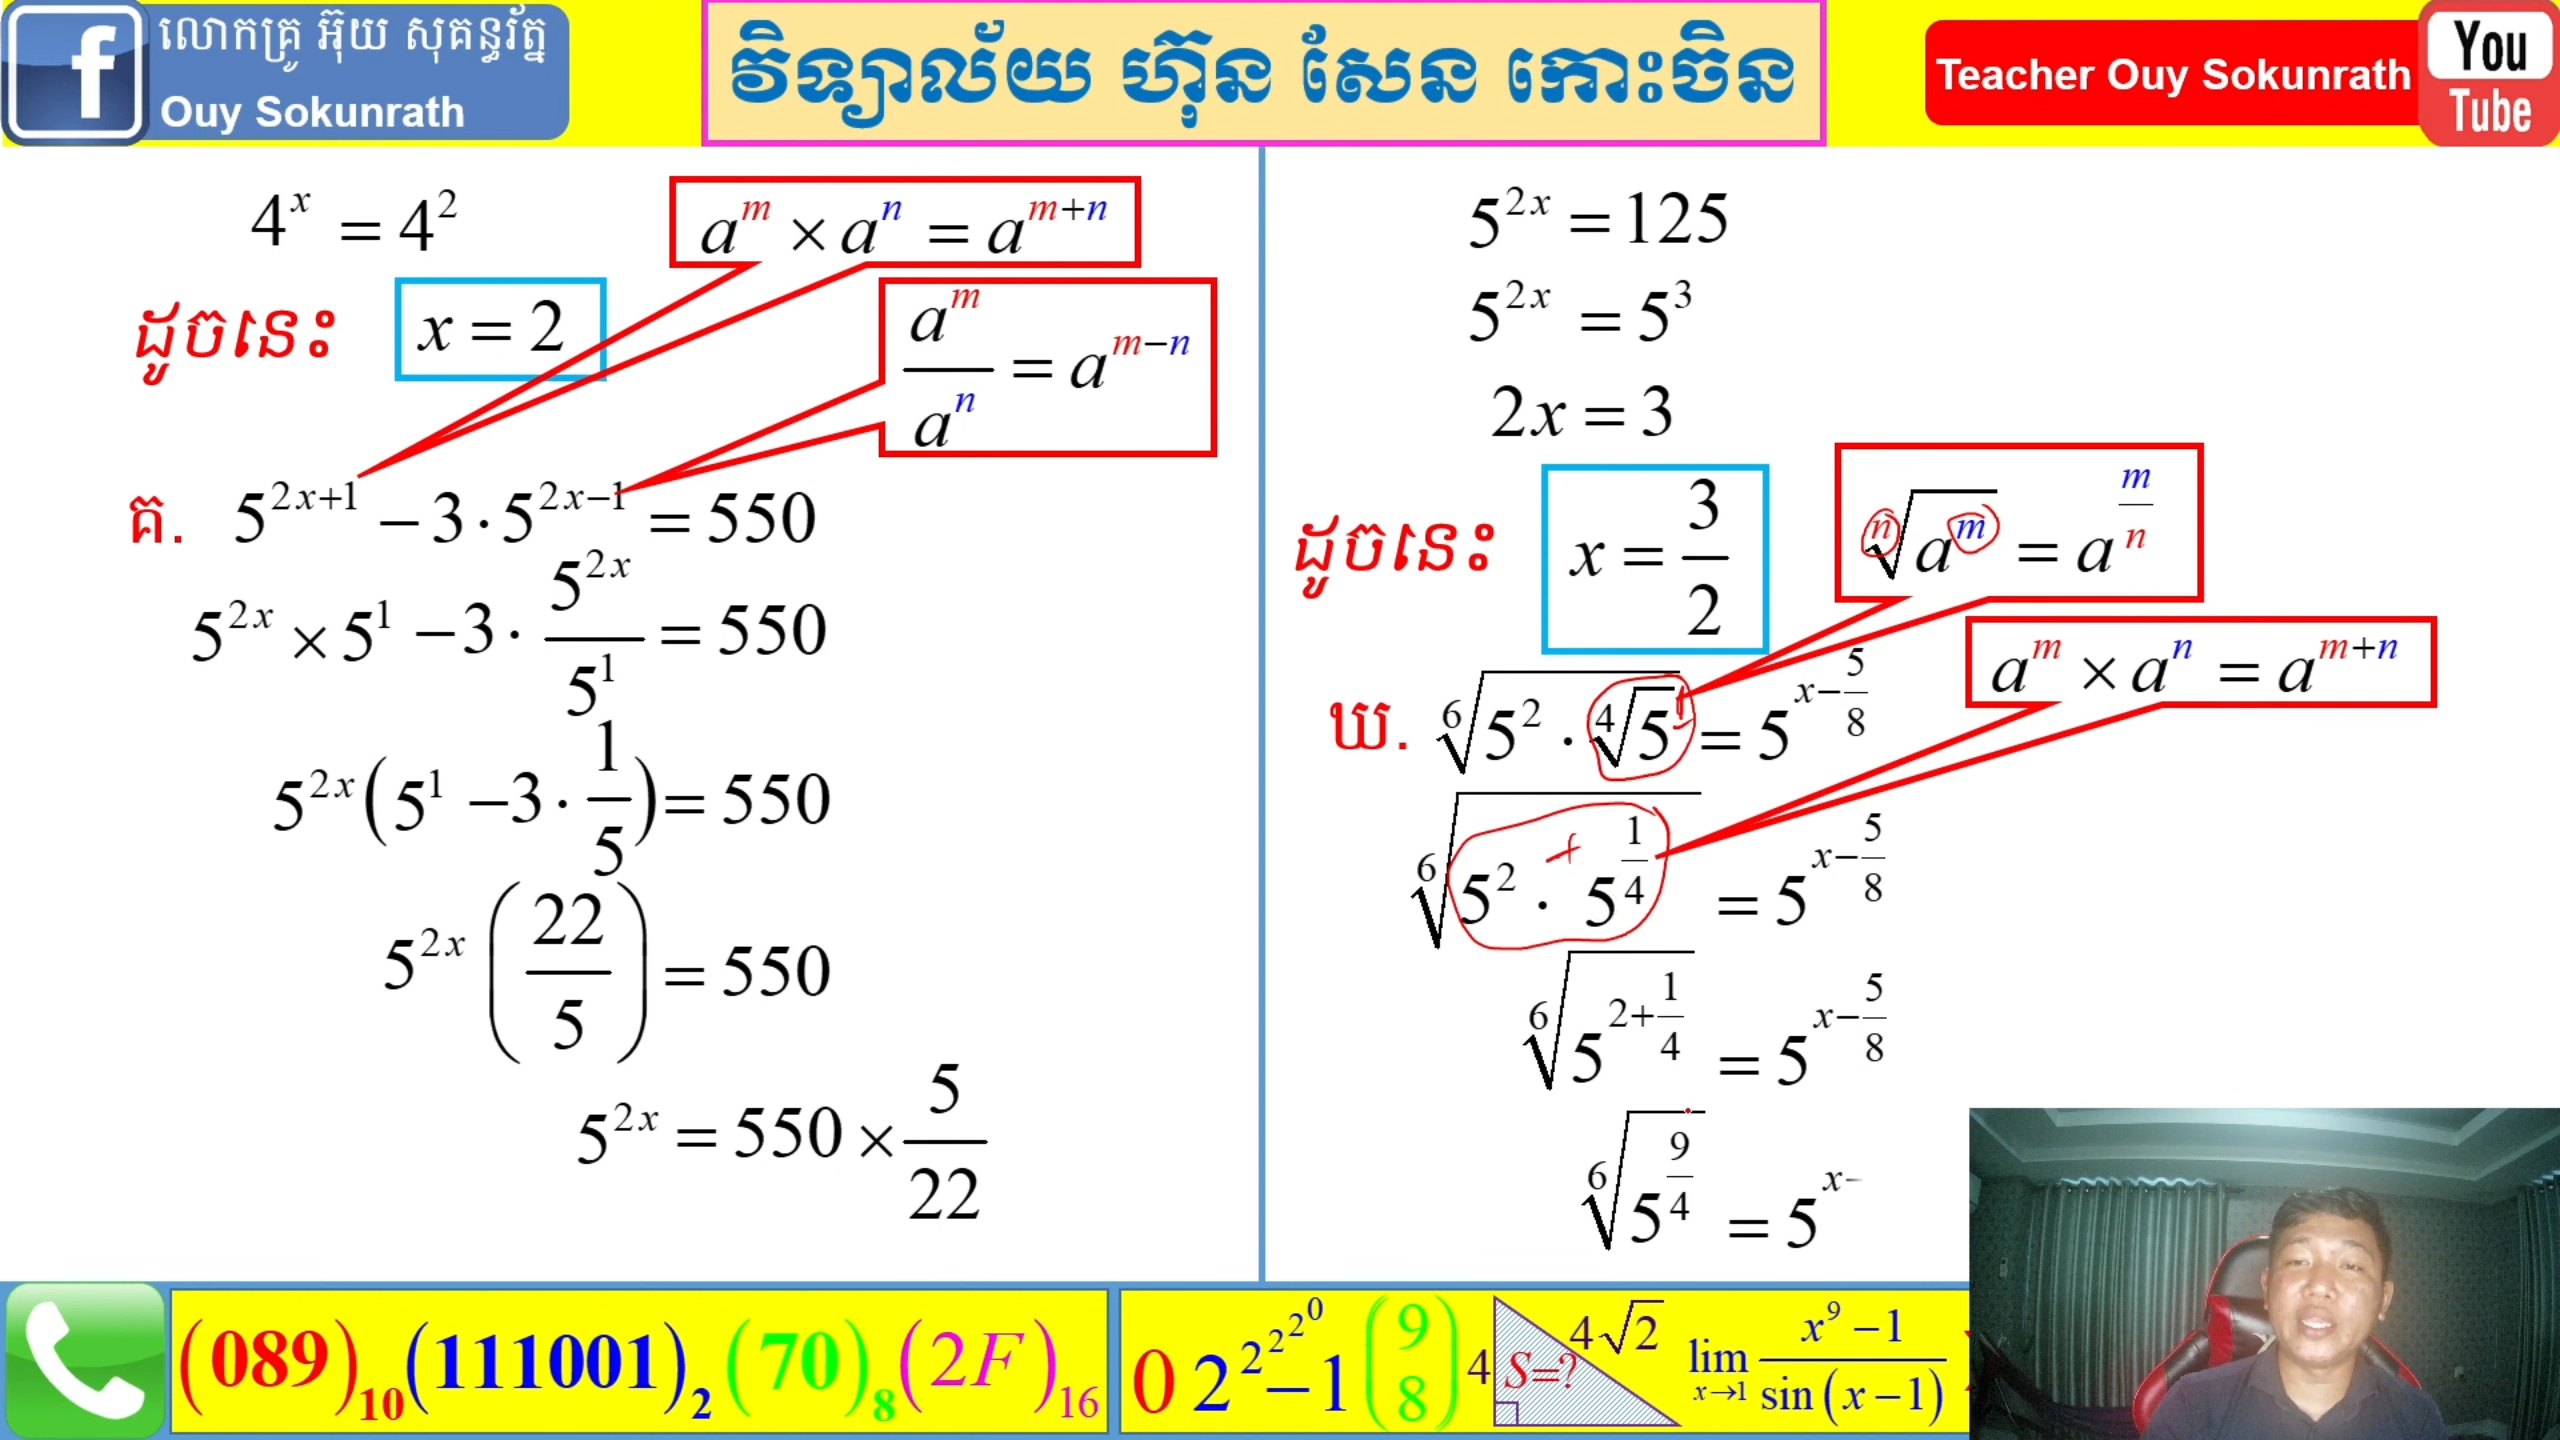 លោកគ្រូ អ៊ុយ សុគន្ធរ័ត្ន
Ouy Sokunrath
វិទ្យាល័យ ហ៊ុន សែន កោះចិន
Teacher Ouy Sokunrath
You
Tube
4^x = 4^2
a^m × a^n = a^{m+n}
ដូចនេះ x = 2
a^m / a^n = a^{m−n}
គ. 5^{2x+1} − 3 · 5^{2x−1} = 550
5^{2x} × 5^1 − 3 · 5^{2x} / 5^1 = 550
5^{2x} (5^1 − 3 · 1/5) = 550
5^{2x} (22/5) = 550
5^{2x} = 550 × 5/22
5^{2x} = 125
5^{2x} = 5^3
2x = 3
ដូចនេះ x = 3/2
ⁿ√(a^m) = a^{m/n}
a^m × a^n = a^{m+n}
ឃ. ⁶√(5^2 · ⁴√(5^1)) = 5^{x−5/8}
⁶√(5^2 · 5^{1/4}) = 5^{x−5/8}
+
⁶√(5^{2+1/4}) = 5^{x−5/8}
⁶√(5^{9/4}) = 5^{x−}
(089)₁₀ (111001)₂ (70)₈ (2F)₁₆
0 2^{2^{2^{2^0}}} −1 (9 8) 4 S=? 4√2 lim x→1 (x^9 − 1) / sin(x − 1)